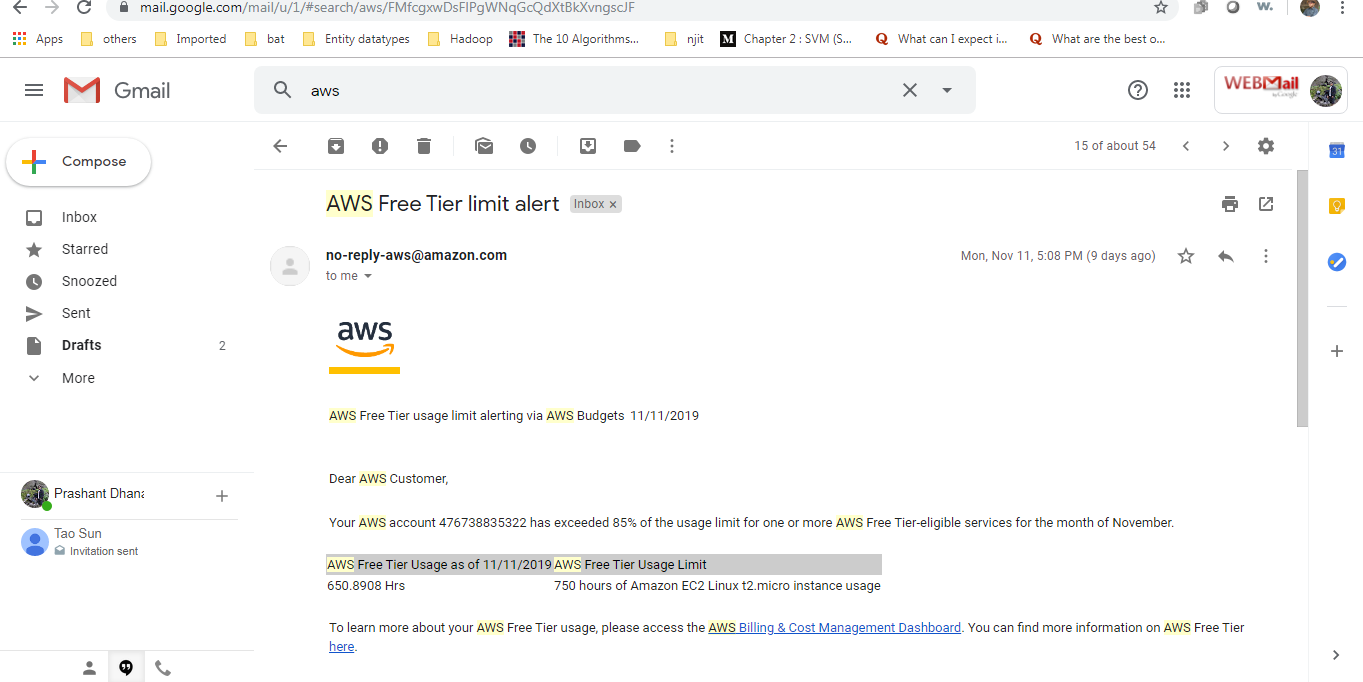 mail.google.com/mail/u/1/#search/aws/FMfcgxwDsFlPgWNqGcQdXtBkXvngscJF
Apps others Imported bat Entity datatypes Hadoop The 10 Algorithms... njit M Chapter 2 : SVM (S... Q What can I expect i... Q What are the best o...
Gmail aws WEBMail
by Google
Compose 15 of about 54 31
AWS Free Tier limit alert Inbox ×
Inbox
Starred
Snoozed
Sent
Drafts 2
More
no-reply-aws@amazon.com Mon, Nov 11, 5:08 PM (9 days ago)
to me
aws
AWS Free Tier usage limit alerting via AWS Budgets 11/11/2019
Dear AWS Customer,
Your AWS account 476738835322 has exceeded 85% of the usage limit for one or more AWS Free Tier-eligible services for the month of November.
AWS Free Tier Usage as of 11/11/2019 AWS Free Tier Usage Limit
650.8908 Hrs 750 hours of Amazon EC2 Linux t2.micro instance usage
To learn more about your AWS Free Tier usage, please access the AWS Billing & Cost Management Dashboard. You can find more information on AWS Free Tier
here.
Prashant Dhana
Tao Sun
Invitation sent